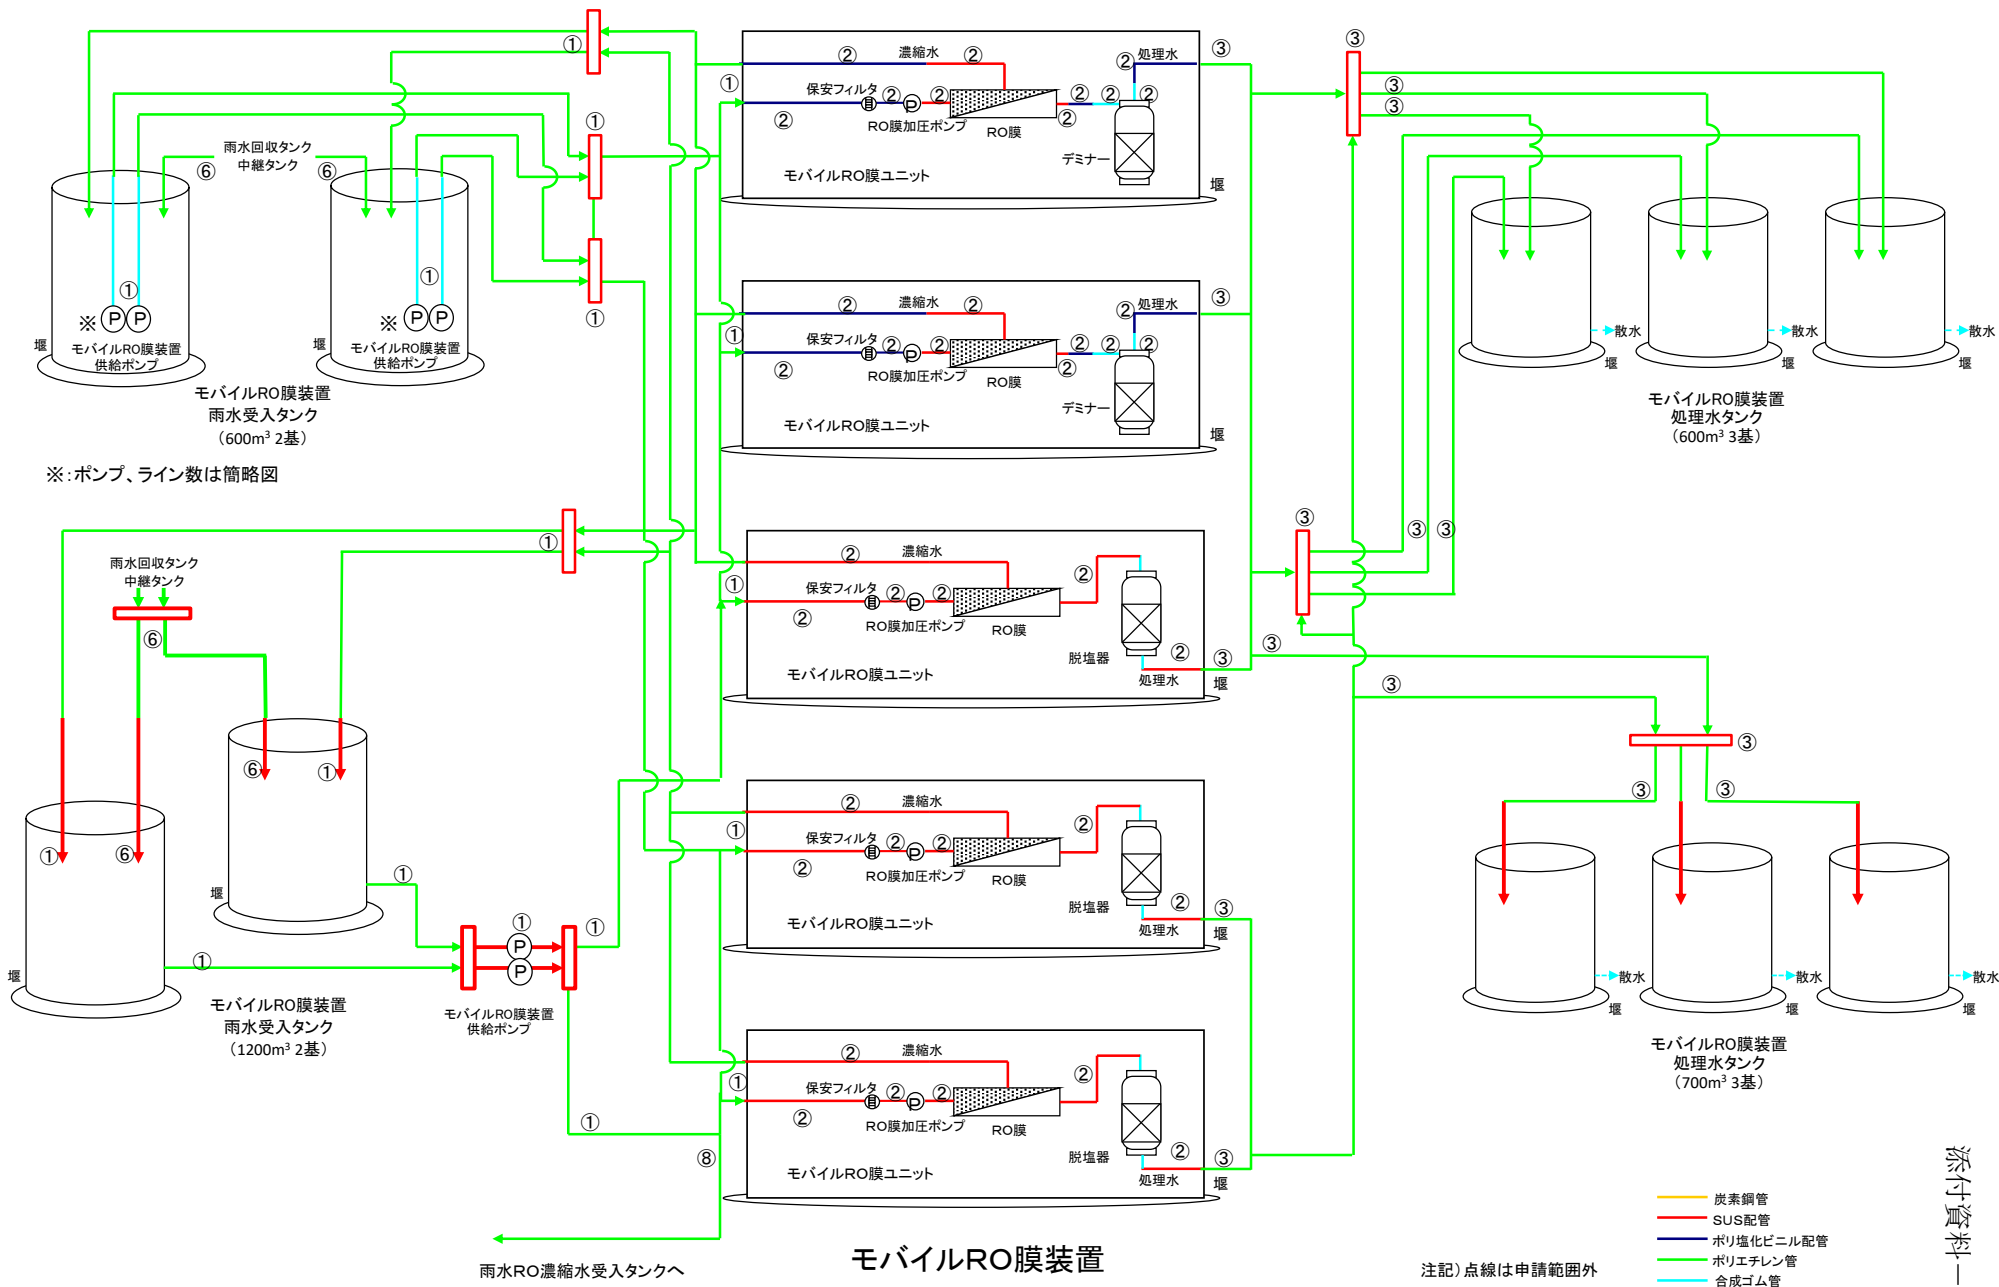 ①
雨水回収タンク
中継タンク
⑥
⑥
①
①
①
①
①
※
P
P
※
P
P
モバイルRO膜装置
供給ポンプ
モバイルRO膜装置
供給ポンプ
堰
堰
モバイルRO膜装置
雨水受入タンク
（600m³ 2基）
※：ポンプ、ライン数は簡略図
②
濃縮水
②
②
処理水
③
①
保安フィルタ
②
P
②
②
②
②
②
②
RO膜加圧ポンプ
RO膜
デミナー
モバイルRO膜ユニット
堰
②
濃縮水
②
②
処理水
③
①
保安フィルタ
②
P
②
②
②
②
②
②
RO膜加圧ポンプ
RO膜
デミナー
モバイルRO膜ユニット
堰
③
③
③
散水
散水
散水
堰
堰
堰
モバイルRO膜装置
処理水タンク
（600m³ 3基）
①
雨水回収タンク
中継タンク
⑥
⑥
①
①
⑥
堰
堰
①
①
①
P
P
①
モバイルRO膜装置
供給ポンプ
モバイルRO膜装置
雨水受入タンク
（1200m³ 2基）
②
濃縮水
①
保安フィルタ
②
P
②
②
②
RO膜加圧ポンプ
RO膜
脱塩器
②
③
処理水
堰
モバイルRO膜ユニット
②
濃縮水
①
保安フィルタ
②
P
②
②
②
RO膜加圧ポンプ
RO膜
脱塩器
②
③
処理水
堰
モバイルRO膜ユニット
②
濃縮水
①
保安フィルタ
②
P
②
②
②
RO膜加圧ポンプ
RO膜
脱塩器
②
③
処理水
堰
モバイルRO膜ユニット
①
⑧
雨水RO濃縮水受入タンクへ
③
③
③
③
③
③
③
③
散水
散水
散水
堰
堰
堰
モバイルRO膜装置
処理水タンク
（700m³ 3基）
モバイルRO膜装置
注記）点線は申請範囲外
炭素鋼管
SUS配管
ポリ塩化ビニル配管
ポリエチレン管
合成ゴム管
添付資料－